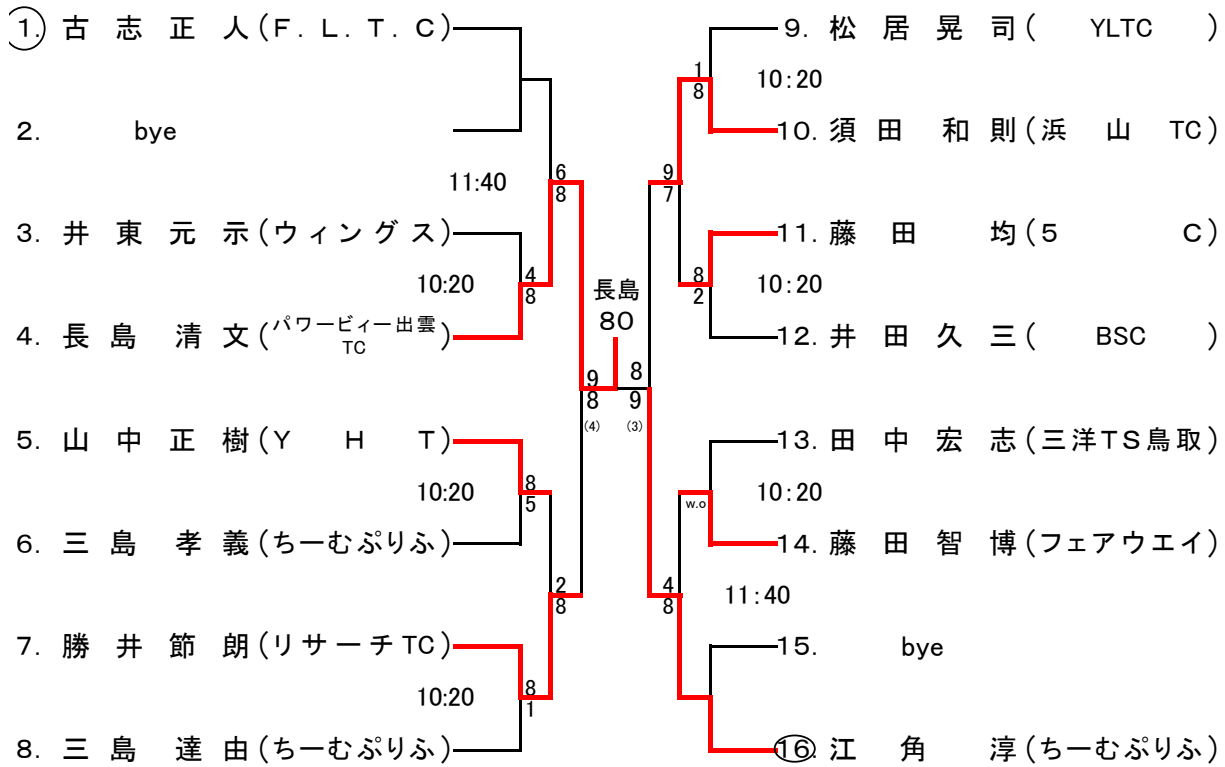 1. 古志正人(F.L.T.C)
2. bye
11:40
6
8
3. 井東元示(ウィングス)
10:20
4
8
4. 長島 清文(パワービィー出雲TC)
5. 山中正樹(YHT)
10:20
8
5
6. 三島 孝義(ちーむぷりふ)
2
8
7. 勝井節朗(リサーチTC)
10:20
8
1
8. 三島 達由(ちーむぷりふ)
長島
80
9
8
(4)
8
9
(3)
9. 松居晃司( YLTC )
1
8
10:20
10. 須田 和則(浜山 TC)
9
7
11. 藤田 均(5 C)
8
2
10:20
12. 井田久三( BSC )
13. 田中宏志(三洋TS鳥取)
10:20
w.o
14. 藤田智博(フェアウエイ)
4
8
11:40
15. bye
16. 江角 淳(ちーむぷりふ)